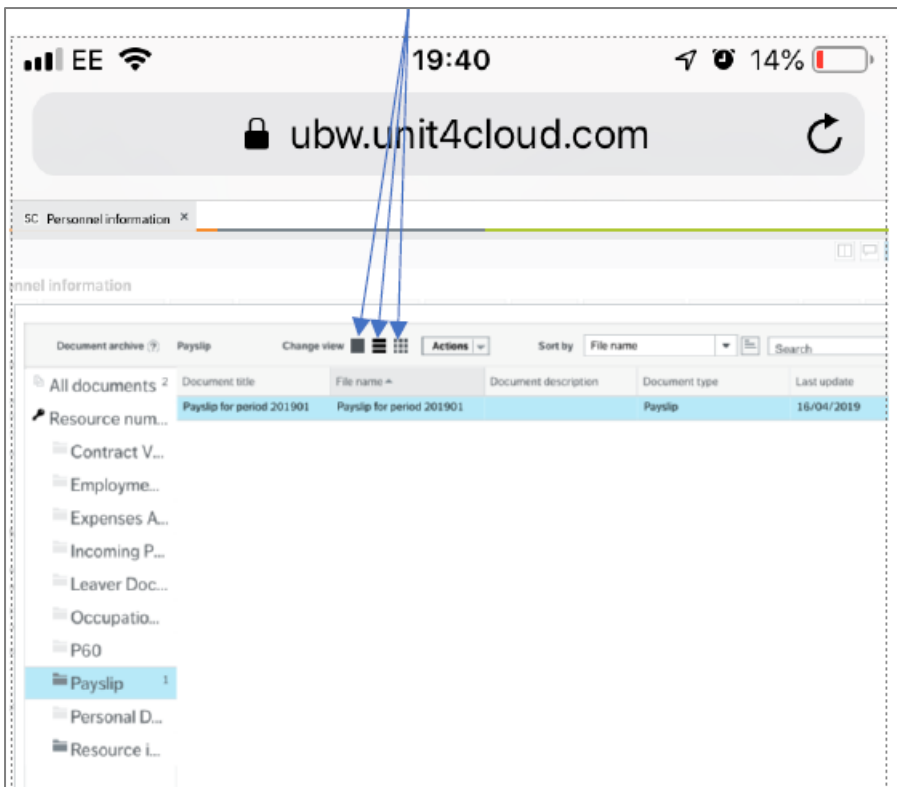 EE 19:40 14%
ubw.unit4cloud.com
SC Personnel information ×
nnel information
Document archive ? Payslip Change view Actions Sort by File name Search
All documents 2
Resource num...
Contract V...
Employme...
Expenses A...
Incoming P...
Leaver Doc...
Occupatio...
P60
Payslip 1
Personal D...
Resource i...
Document title File name Document description Document type Last update
Payslip for period 201901 Payslip for period 201901 Payslip 16/04/2019